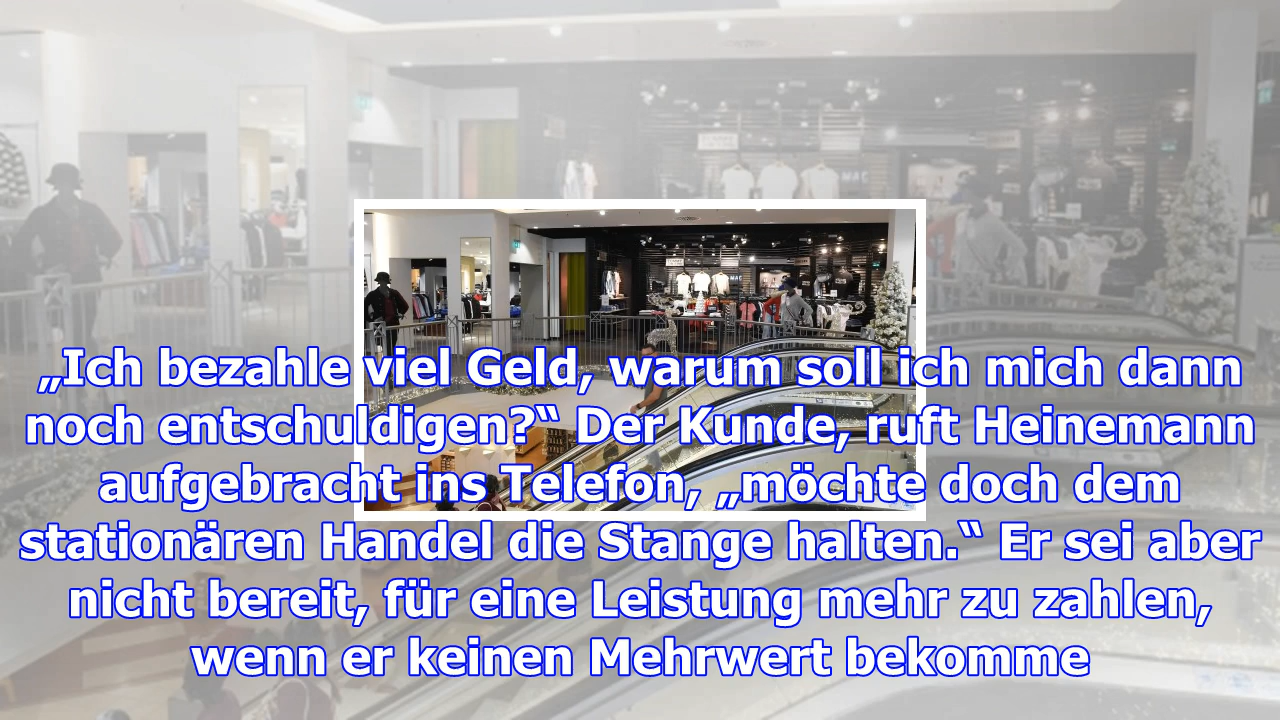 „Ich bezahle viel Geld, warum soll ich mich dann
noch entschuldigen?“ Der Kunde, ruft Heinemann
aufgebracht ins Telefon, „möchte doch dem
stationären Handel die Stange halten.“ Er sei aber
nicht bereit, für eine Leistung mehr zu zahlen,
wenn er keinen Mehrwert bekomme
MAC